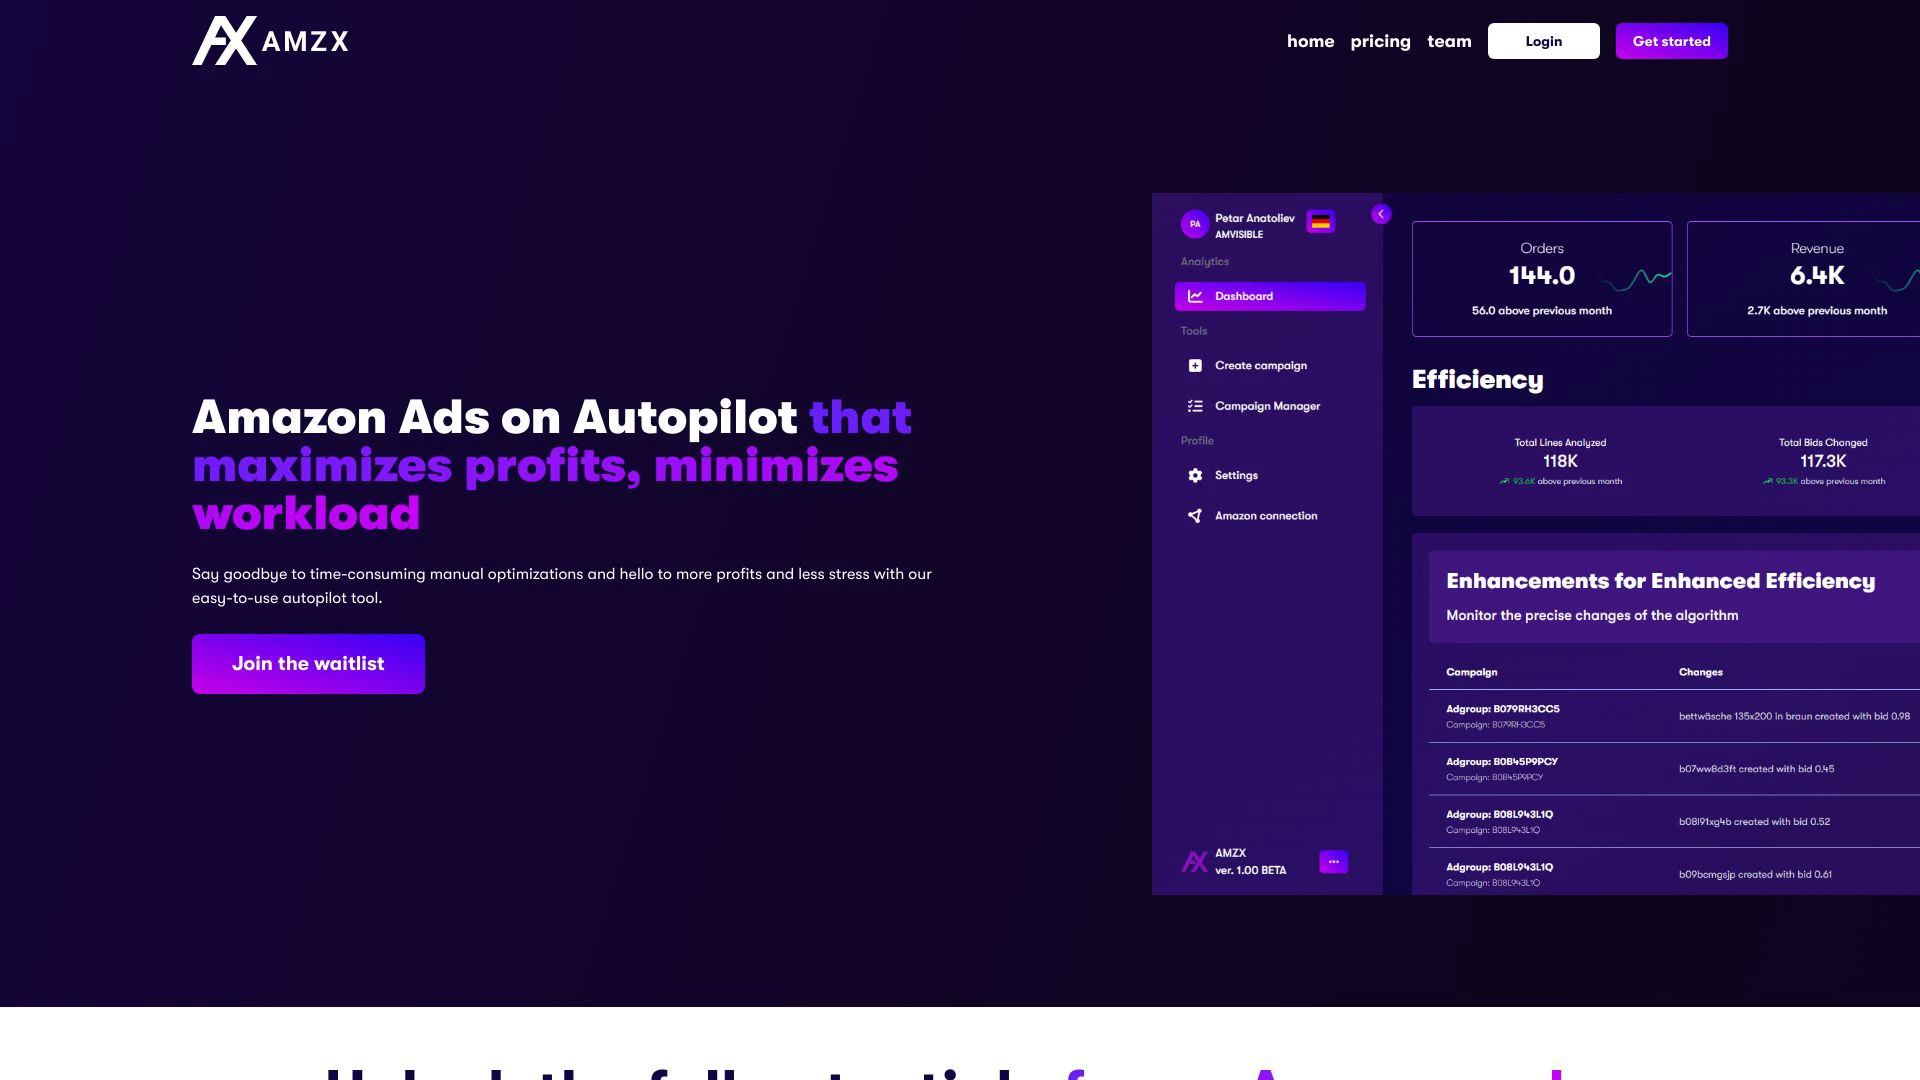 AMZX
home pricing team Login Get started
Amazon Ads on Autopilot that
maximizes profits, minimizes
workload
Say goodbye to time-consuming manual optimizations and hello to more profits and less stress with our
easy-to-use autopilot tool.
Join the waitlist
PA
Petar Anatoliev
AMVISIBLE
Analytics
Dashboard
Tools
Create campaign
Campaign Manager
Profile
Settings
Amazon connection
AMZX
ver. 1.00 BETA
Orders
144.0
56.0 above previous month
Revenue
6.4K
2.7K above previous month
Efficiency
Total Lines Analyzed
118K
93.6K above previous month
Total Bids Changed
117.3K
93.3K above previous month
Enhancements for Enhanced Efficiency
Monitor the precise changes of the algorithm
Campaign Changes
Adgroup: B079RH3CC5
Campaign: B079RH3CC5
bettwäsche 135x200 in braun created with bid 0.98
Adgroup: B0B45P9PCY
Campaign: B0B45P9PCY
b07ww8d3ft created with bid 0.45
Adgroup: B08L943L1Q
Campaign: B08L943L1Q
b08l91xg4b created with bid 0.52
Adgroup: B08L943L1Q
Campaign: B08L943L1Q
b09bcmgsjp created with bid 0.61